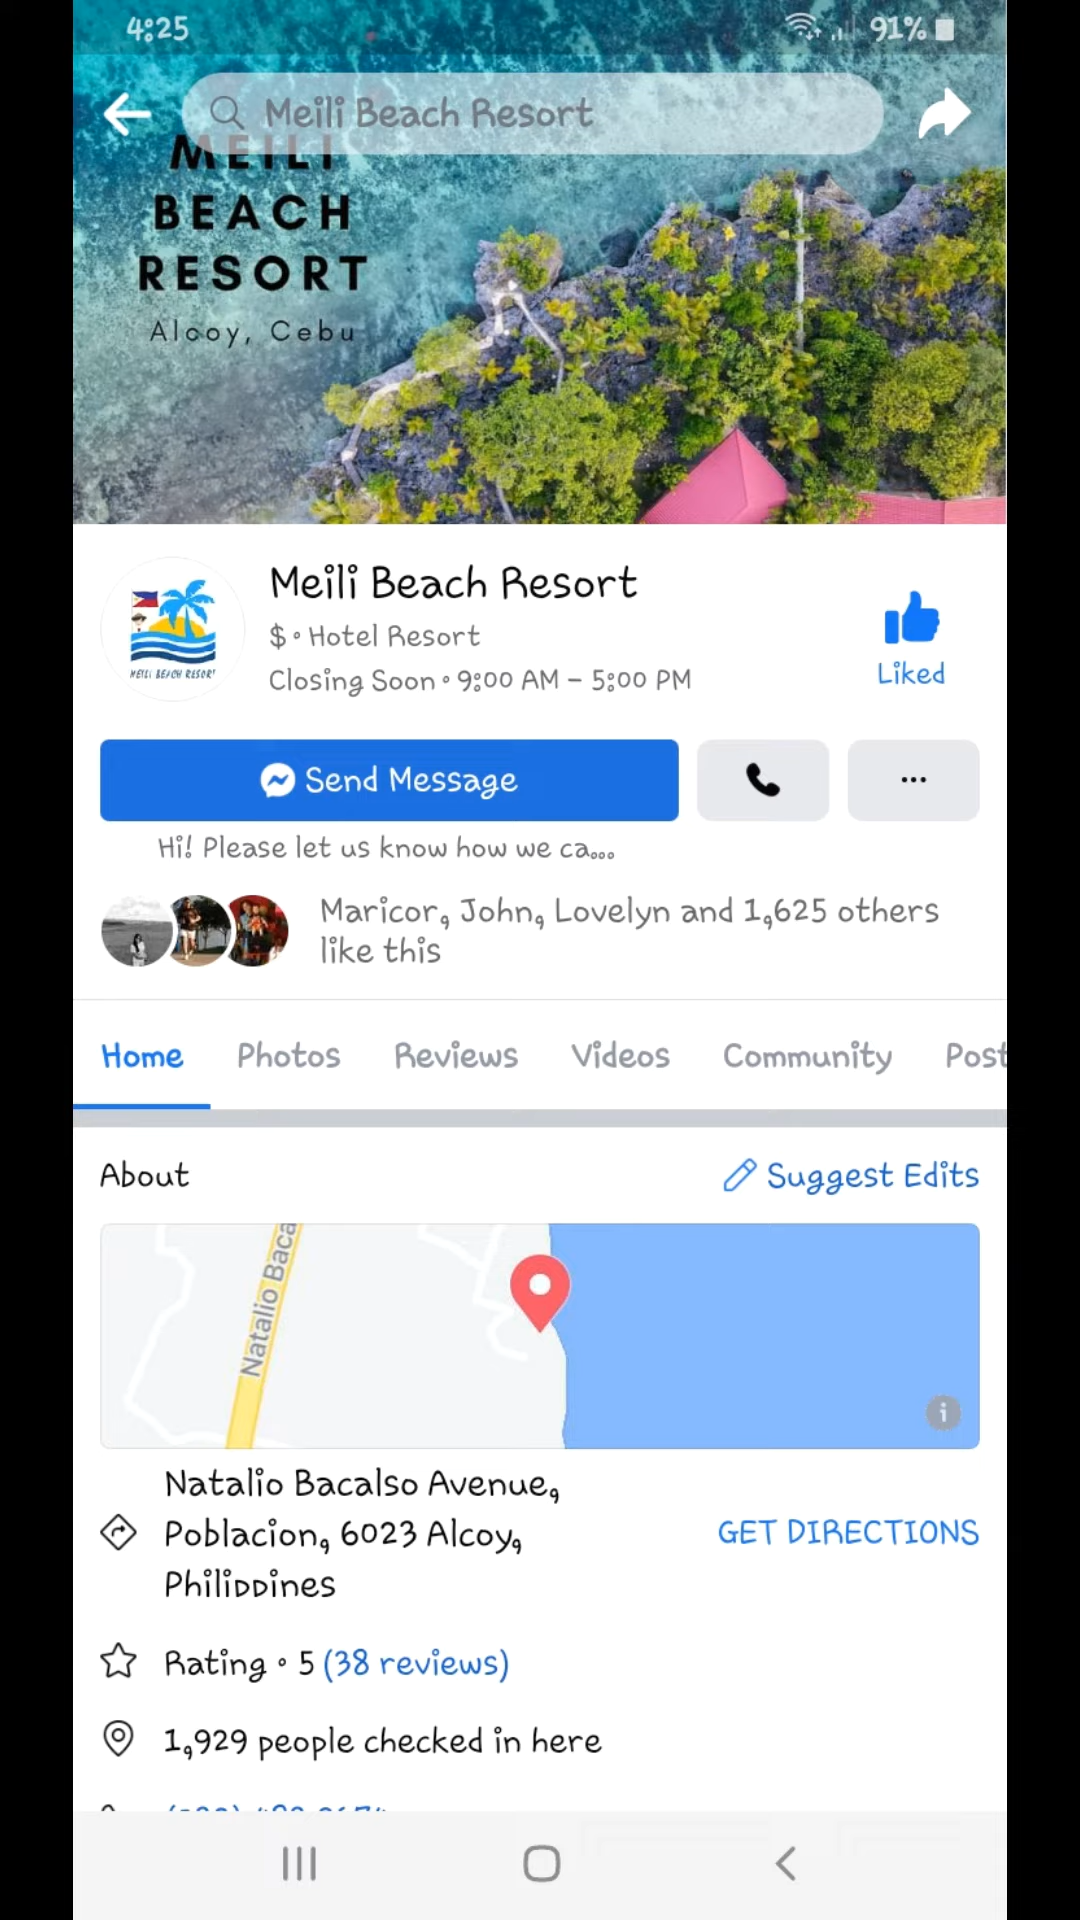 4:25
91%
Meili Beach Resort
MEILI
BEACH
RESORT
Alcoy, Cebu
MEILI BEACH RESORT
Meili Beach Resort
$ • Hotel Resort
Closing Soon • 9:00 AM – 5:00 PM
Liked
Send Message
...
Hi! Please let us know how we ca...
Maricor, John, Lovelyn and 1,625 others
like this
Home Photos Reviews Videos Community Post
About
Suggest Edits
Natalio Baca
Natalio Bacalso Avenue,
Poblacion, 6023 Alcoy,
Philippines
GET DIRECTIONS
Rating • 5 (38 reviews)
1,929 people checked in here